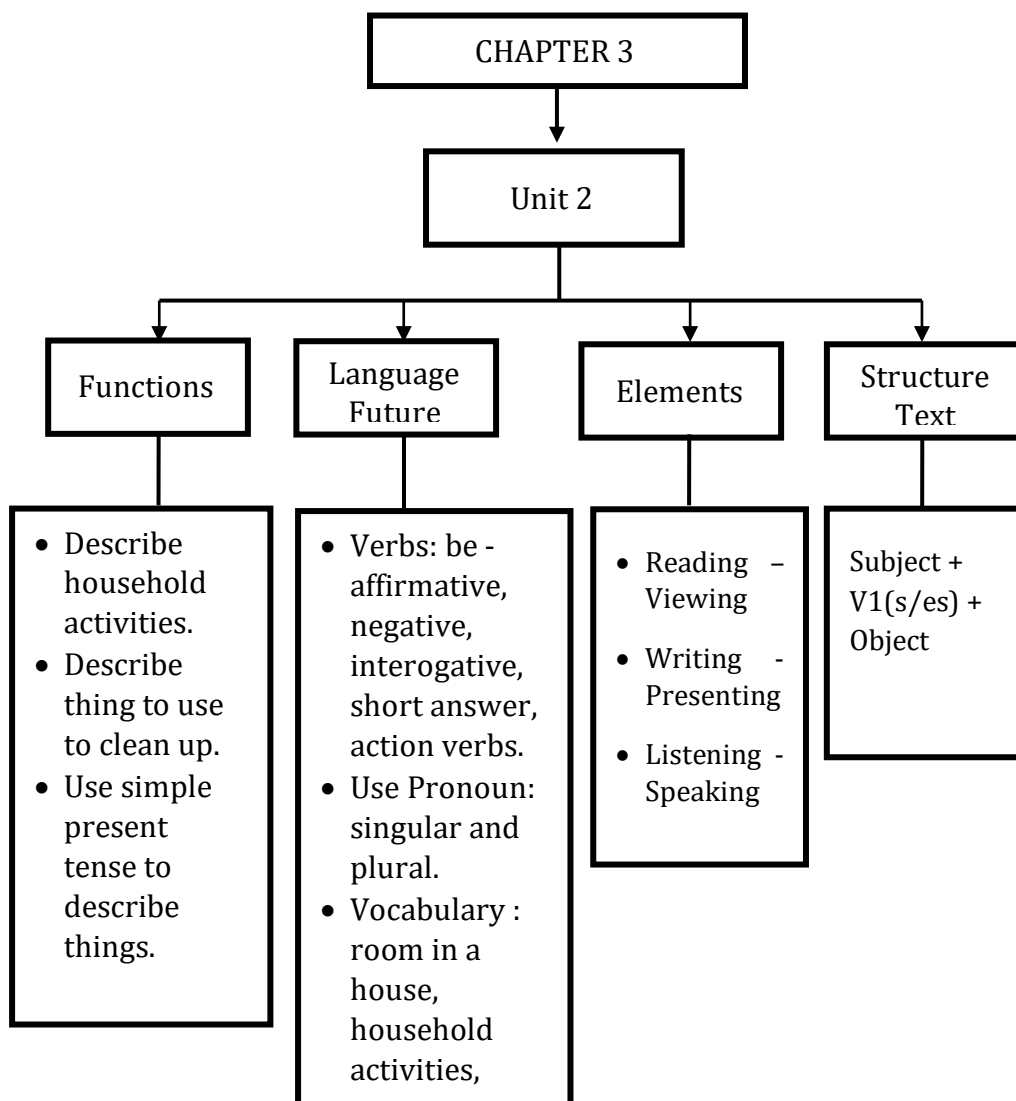 CHAPTER 3
Unit 2
Functions
Language
Future
Elements
Structure
Text
• Describe
household
activities.
• Describe
thing to use
to clean up.
• Use simple
present
tense to
describe
things.
• Verbs: be -
affirmative,
negative,
interogative,
short answer,
action verbs.
• Use Pronoun:
singular and
plural.
• Vocabulary :
room in a
house,
household
activities,
• Reading –
Viewing
• Writing -
Presenting
• Listening -
Speaking
Subject +
V1(s/es) +
Object